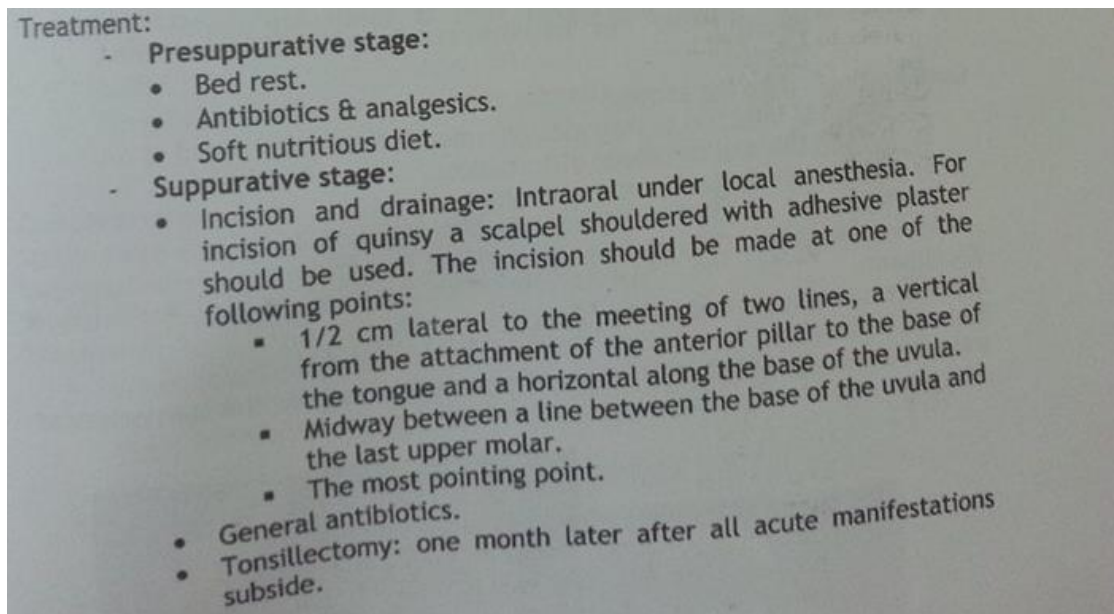 Treatment:
- Presuppurative stage:
• Bed rest.
• Antibiotics & analgesics.
• Soft nutritious diet.
- Suppurative stage:
• Incision and drainage: Intraoral under local anesthesia. For
incision of quinsy a scalpel shouldered with adhesive plaster
should be used. The incision should be made at one of the
following points:
▪ 1/2 cm lateral to the meeting of two lines, a vertical
from the attachment of the anterior pillar to the base of
the tongue and a horizontal along the base of the uvula.
▪ Midway between a line between the base of the uvula and
the last upper molar.
▪ The most pointing point.
• General antibiotics.
• Tonsillectomy: one month later after all acute manifestations
subside.